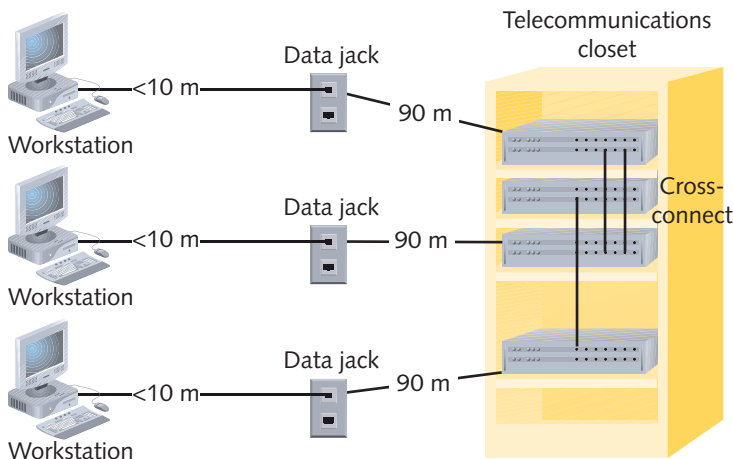 Telecommunications
closet
Data jack
<10 m
90 m
Workstation
Cross-
connect
Data jack
<10 m
90 m
Workstation
Data jack
<10 m
90 m
Workstation